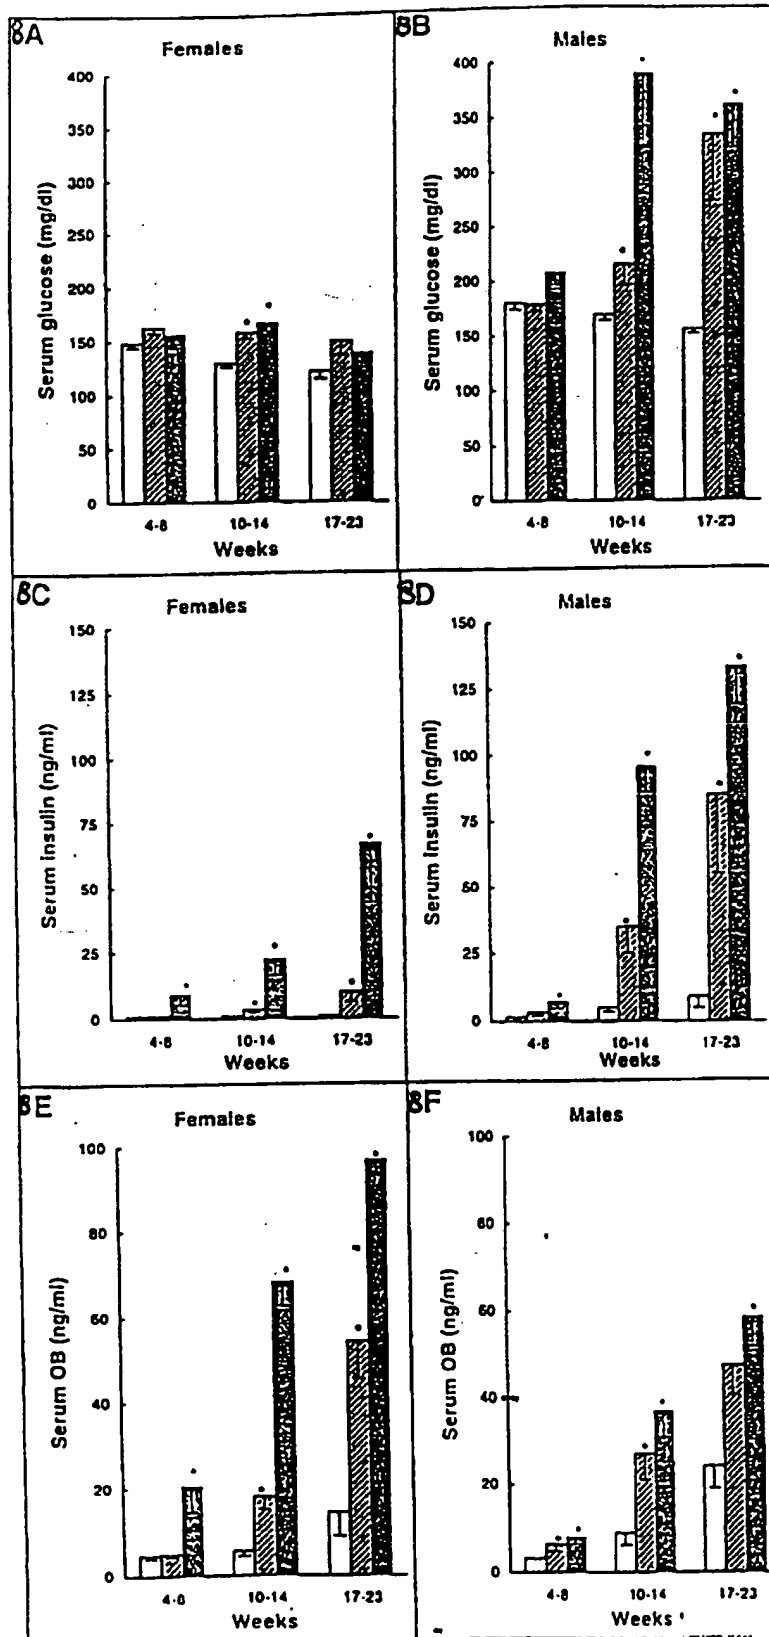 8A
Females
400
350
300
250
200
150
100
50
0
Serum glucose (mg/dl)
4-8
10-14
17-23
Weeks
8B
Males
400
350
300
250
200
150
100
50
0
Serum glucose (mg/dl)
4-8
10-14
17-23
Weeks
8C
Females
150
125
100
75
50
25
0
Serum insulin (ng/ml)
4-8
10-14
17-23
Weeks
8D
Males
150
125
100
75
50
25
0
Serum insulin (ng/ml)
4-8
10-14
17-23
Weeks
8E
Females
100
80
60
40
20
0
Serum OB (ng/ml)
4-8
10-14
17-23
Weeks
8F
Males
100
80
60
40
20
0
Serum OB (ng/ml)
4-8
10-14
17-23
Weeks